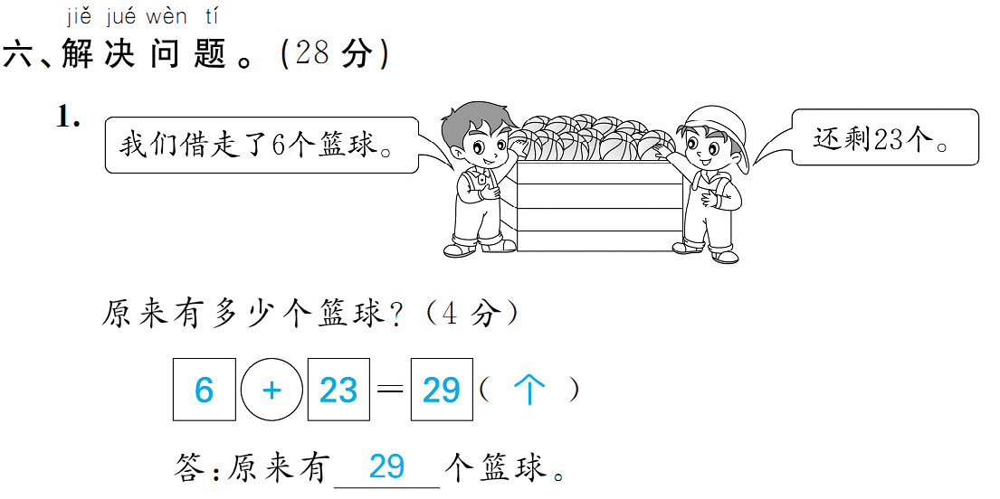 jiě jué wèn tí
六、解决问题。(28分)
1.
我们借走了6个篮球。
还剩23个。
原来有多少个篮球?(4分)
6 + 23 = 29 ( 个 )
答:原来有 29 个篮球。